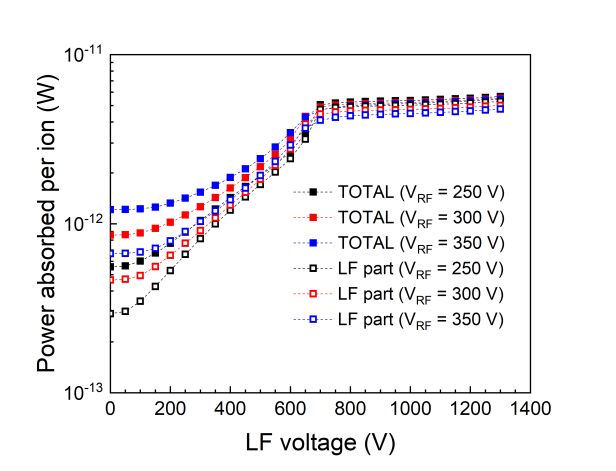 Power absorbed per ion (W)
10⁻¹¹
10⁻¹²
10⁻¹³
TOTAL (V_RF = 250 V)
TOTAL (V_RF = 300 V)
TOTAL (V_RF = 350 V)
LF part (V_RF = 250 V)
LF part (V_RF = 300 V)
LF part (V_RF = 350 V)
0 200 400 600 800 1000 1200 1400
LF voltage (V)